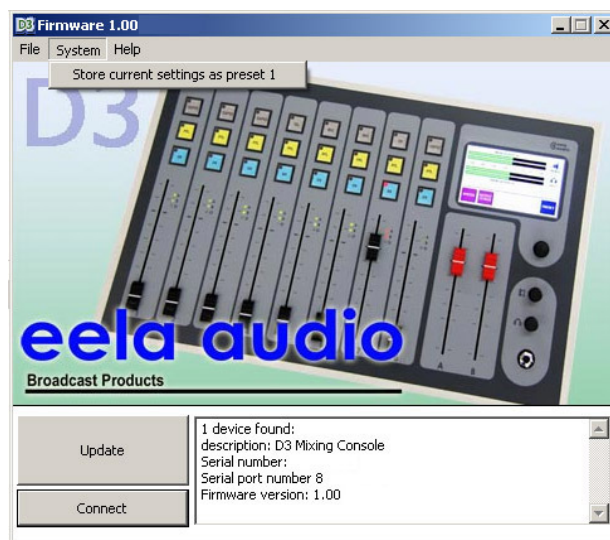 D3 Firmware 1.00
File System Help
Store current settings as preset 1
D3
eela audio
Broadcast Products
A B
Update
Connect
1 device found:
description: D3 Mixing Console
Serial number:
Serial port number 8
Firmware version: 1.00